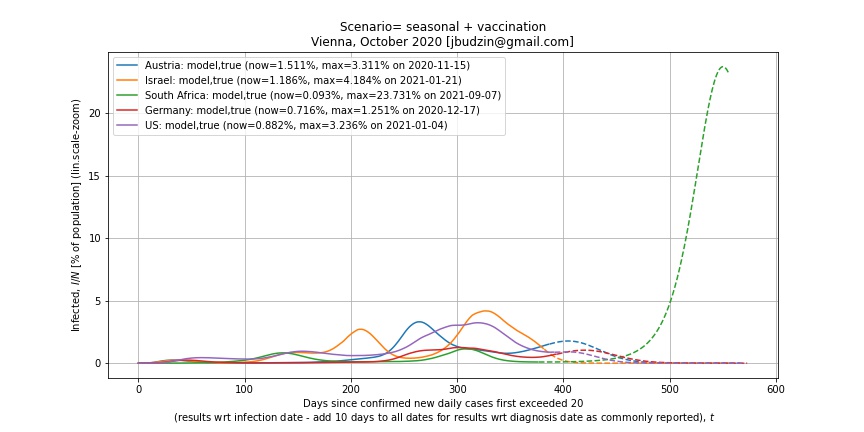 Scenario= seasonal + vaccination
Vienna, October 2020 [jbudzin@gmail.com]
Austria: model,true (now=1.511%, max=3.311% on 2020-11-15)
Israel: model,true (now=1.186%, max=4.184% on 2021-01-21)
South Africa: model,true (now=0.093%, max=23.731% on 2021-09-07)
Germany: model,true (now=0.716%, max=1.251% on 2020-12-17)
US: model,true (now=0.882%, max=3.236% on 2021-01-04)
Infected, I/N [% of population] (lin.scale-zoom)
20
15
10
5
0
0 100 200 300 400 500 600
Days since confirmed new daily cases first exceeded 20
(results wrt infection date - add 10 days to all dates for results wrt diagnosis date as commonly reported), t